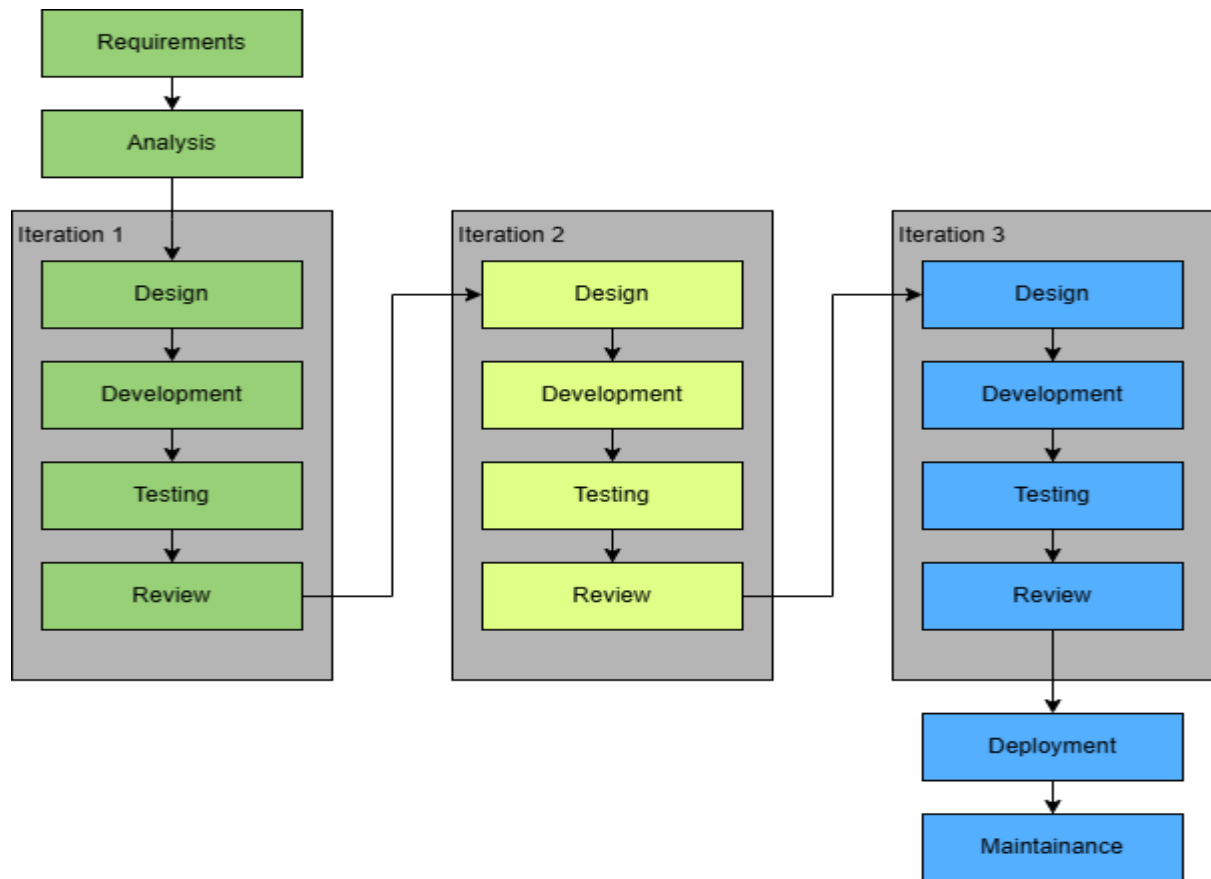 Requirements
Analysis
Iteration 1
Design
Development
Testing
Review
Iteration 2
Design
Development
Testing
Review
Iteration 3
Design
Development
Testing
Review
Deployment
Maintainance